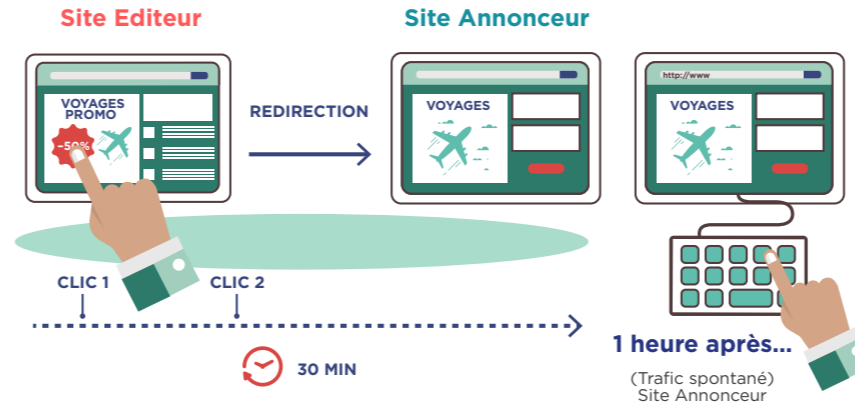 Site Editeur
Site Annonceur
VOYAGES
PROMO
-50%
REDIRECTION
VOYAGES
http://www
VOYAGES
CLIC 1
CLIC 2
30 MIN
1 heure après...
(Trafic spontané)
Site Annonceur